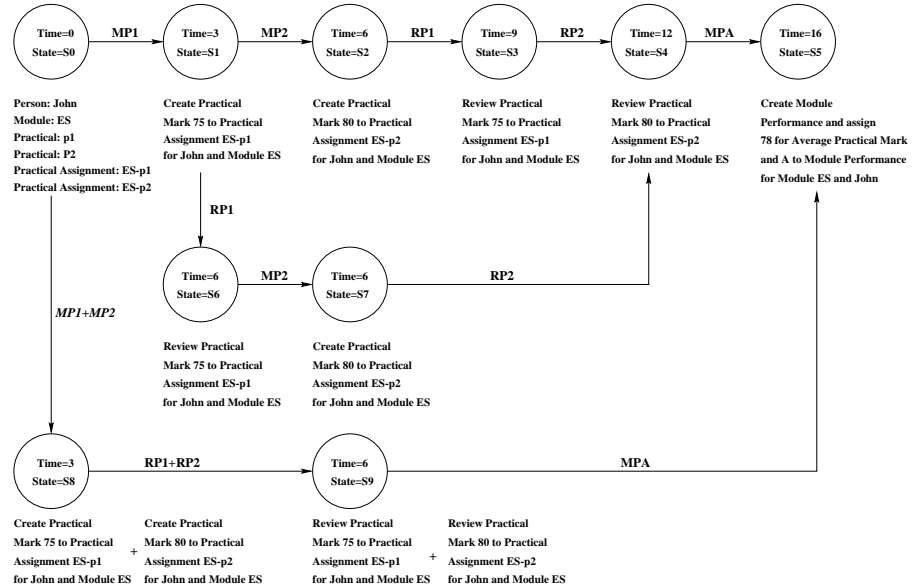 Time=0
State=S0
MP1
Time=3
State=S1
MP2
Time=6
State=S2
RP1
Time=9
State=S3
RP2
Time=12
State=S4
MPA
Time=16
State=S5
Person: John
Module: ES
Practical: p1
Practical: P2
Practical Assignment: ES-p1
Practical Assignment: ES-p2
Create Practical
Mark 75 to Practical
Assignment ES-p1
for John and Module ES
Create Practical
Mark 80 to Practical
Assignment ES-p2
for John and Module ES
Review Practical
Mark 75 to Practical
Assignment ES-p1
for John and Module ES
Review Practical
Mark 80 to Practical
Assignment ES-p2
for John and Module ES
Create Module
Performance and assign
78 for Average Practical Mark
and A to Module Performance
for Module ES and John
RP1
Time=6
State=S6
MP2
Time=6
State=S7
RP2
MP1+MP2
Review Practical
Mark 75 to Practical
Assignment ES-p1
for John and Module ES
Create Practical
Mark 80 to Practical
Assignment ES-p2
for John and Module ES
Time=3
State=S8
RP1+RP2
Time=6
State=S9
MPA
Create Practical
Mark 75 to Practical
Assignment ES-p1
for John and Module ES
+
Create Practical
Mark 80 to Practical
Assignment ES-p2
for John and Module ES
Review Practical
Mark 75 to Practical
Assignment ES-p1
for John and Module ES
+
Review Practical
Mark 80 to Practical
Assignment ES-p2
for John and Module ES